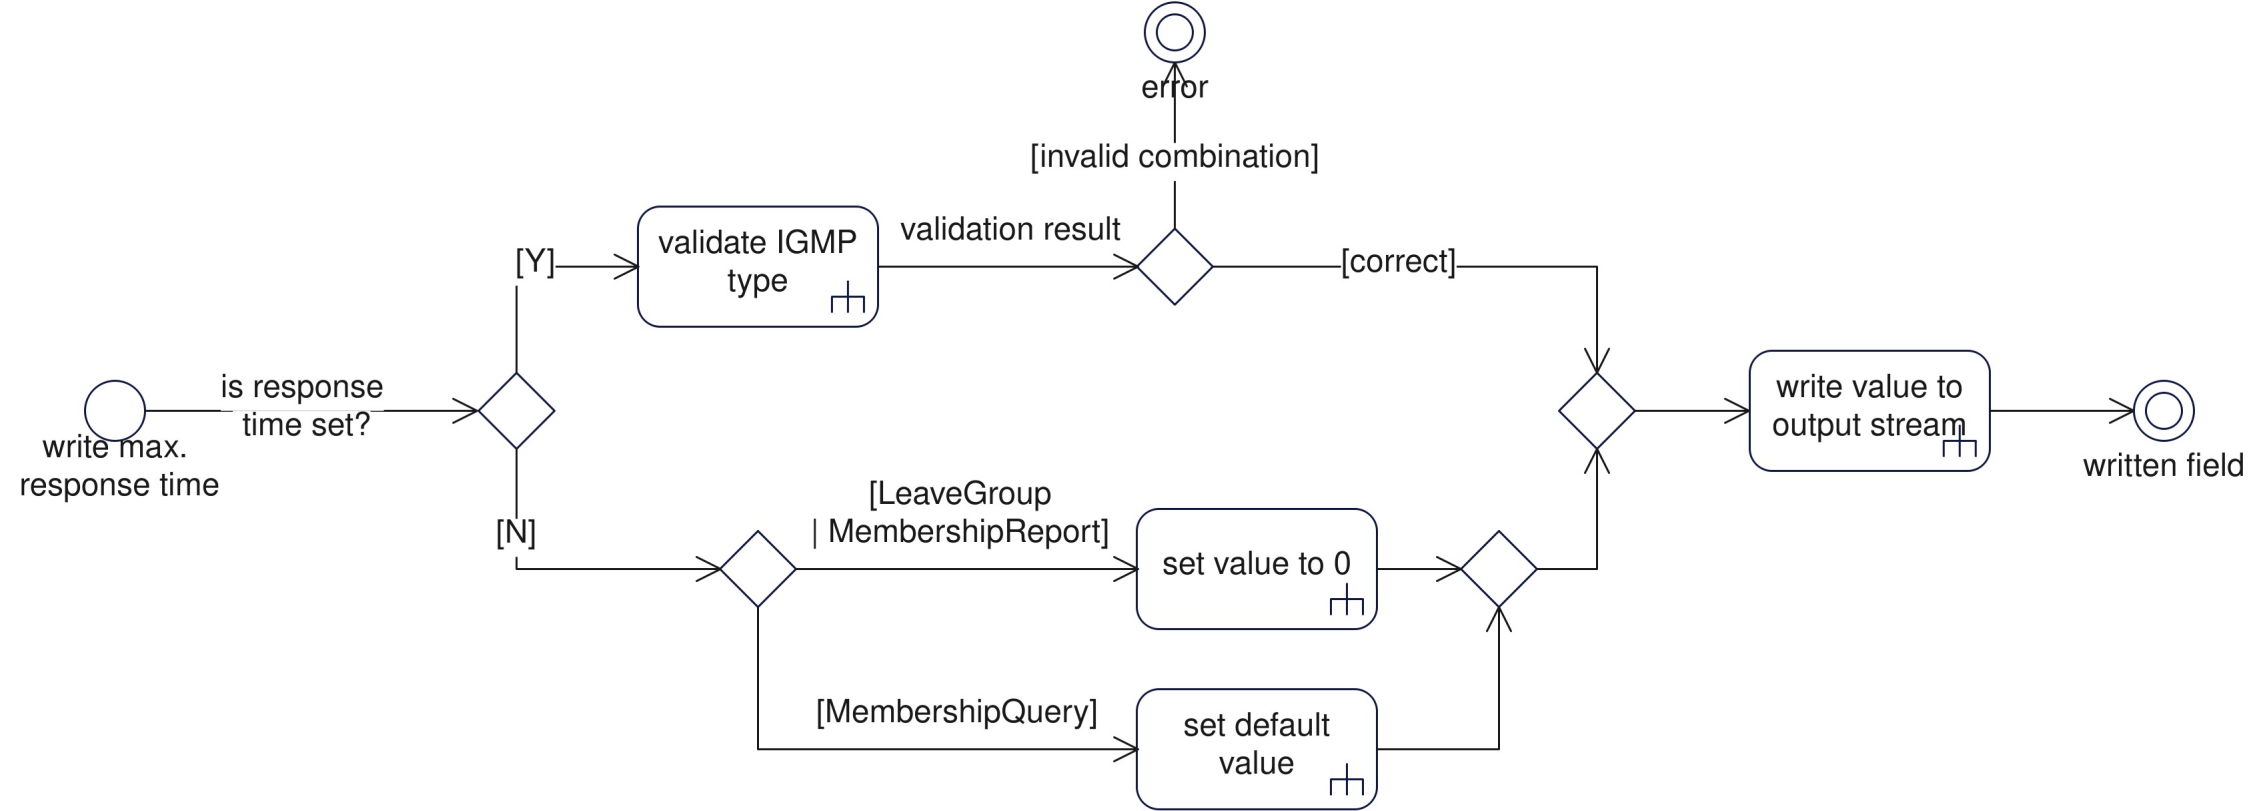 error
[invalid combination]
validate IGMP
type
validation result
[Y]
[correct]
is response
time set?
write max.
response time
write value to
output stream
written field
[N]
[LeaveGroup
| MembershipReport]
set value to 0
[MembershipQuery]
set default
value